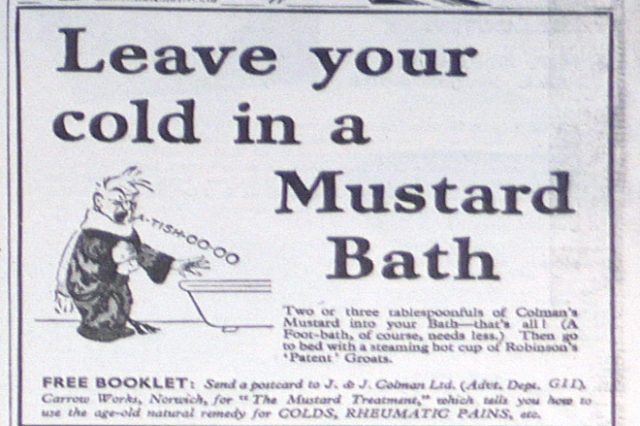 Leave your
cold in a
Mustard
Bath
A-TISH-OO-OO
Two or three tablespoonfuls of Colman's
Mustard into your Bath—that's all! (A
Foot-bath, of course, needs less.) Then go
to bed with a steaming hot cup of Robinson's
'Patent' Groats.
FREE BOOKLET: Send a postcard to J. & J. Colman Ltd. (Advt. Dept. G11),
Carrow Works, Norwich, for "The Mustard Treatment," which tells you how to
use the age-old natural remedy for COLDS, RHEUMATIC PAINS, etc.